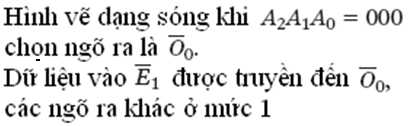 Hình vẽ dạng sóng khi A₂A₁A₀ = 000
chọn ngõ ra là O̅₀.
Dữ liệu vào E̅₁ được truyền đến O̅₀,
các ngõ ra khác ở mức 1